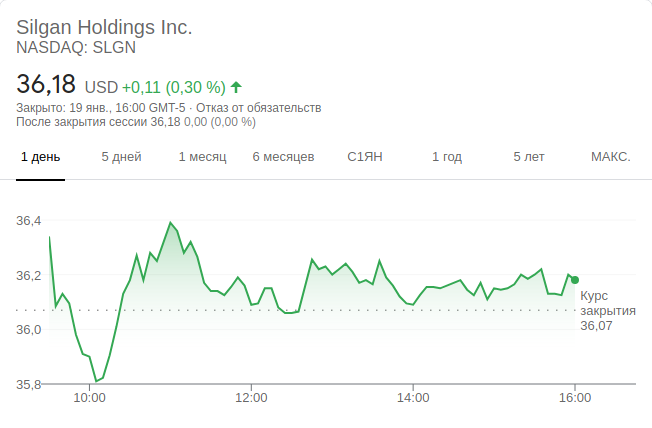 Silgan Holdings Inc.
NASDAQ: SLGN
36,18 USD +0,11 (0,30 %)
Закрыто: 19 янв., 16:00 GMT-5 · Отказ от обязательств
После закрытия сессии 36,18 0,00 (0,00 %)
1 день 5 дней 1 месяц 6 месяцев С1ЯН 1 год 5 лет МАКС.
36,4
36,2
36,0
35,8
Курс
закрытия
36,07
10:00 12:00 14:00 16:00